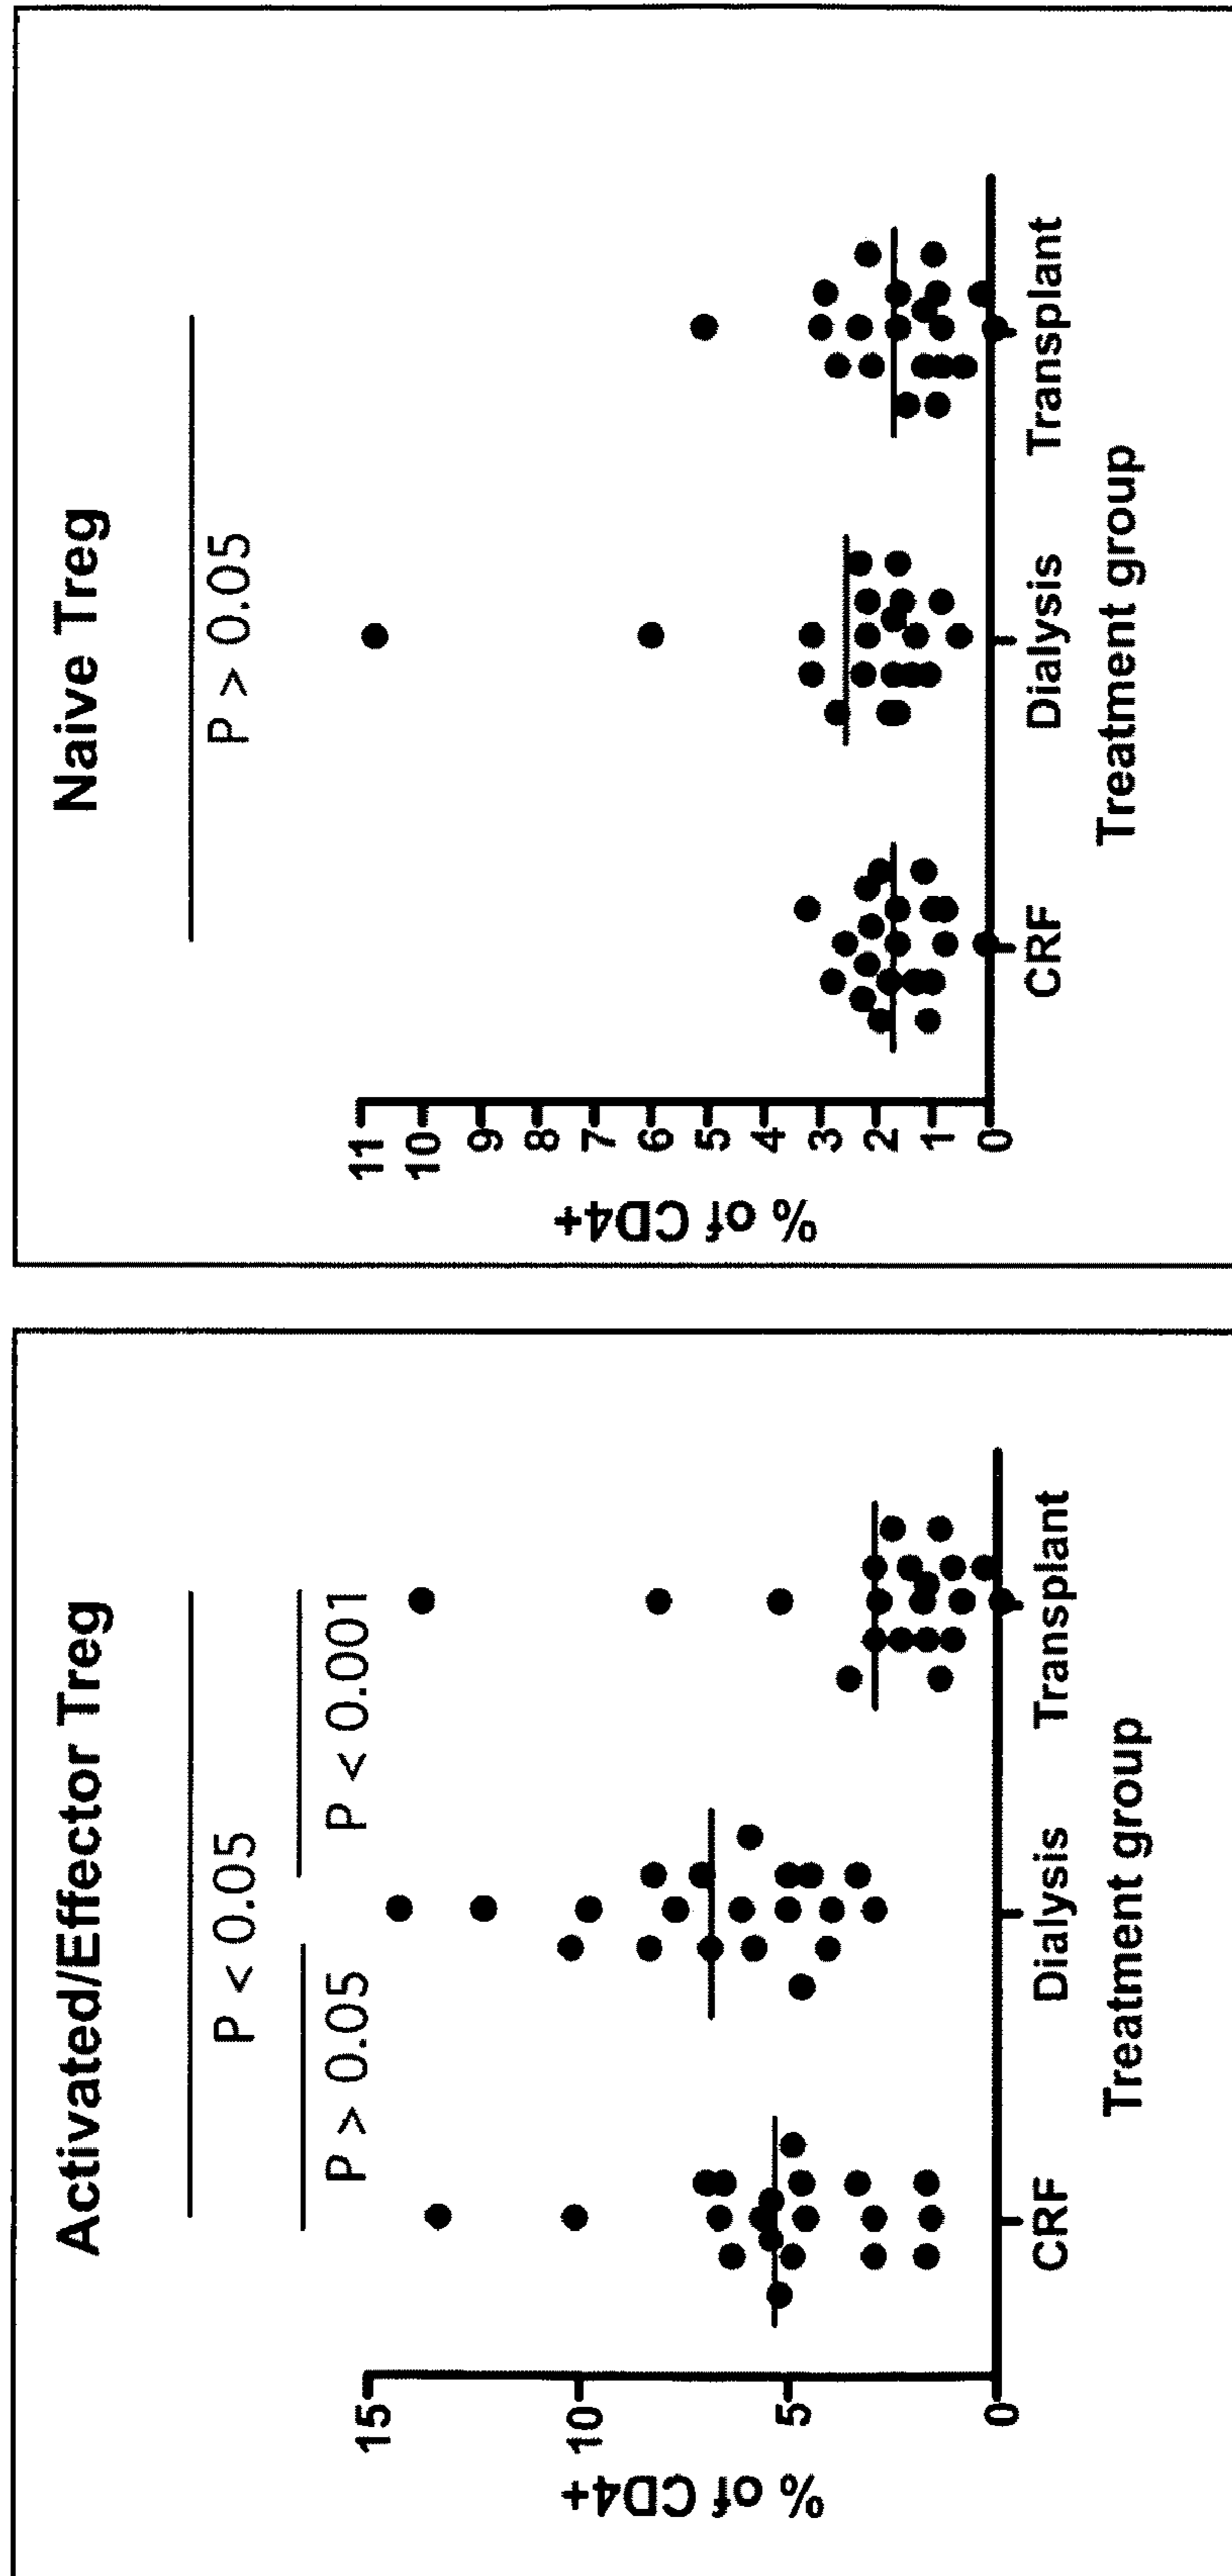 Activated/Effector Treg
P < 0.05
P > 0.05
P < 0.001
15
10
5
0
% of CD4+
CRF
Dialysis
Transplant
Treatment group
Naive Treg
P > 0.05
11
10
9
8
7
6
5
4
3
2
1
0
% of CD4+
CRF
Dialysis
Transplant
Treatment group